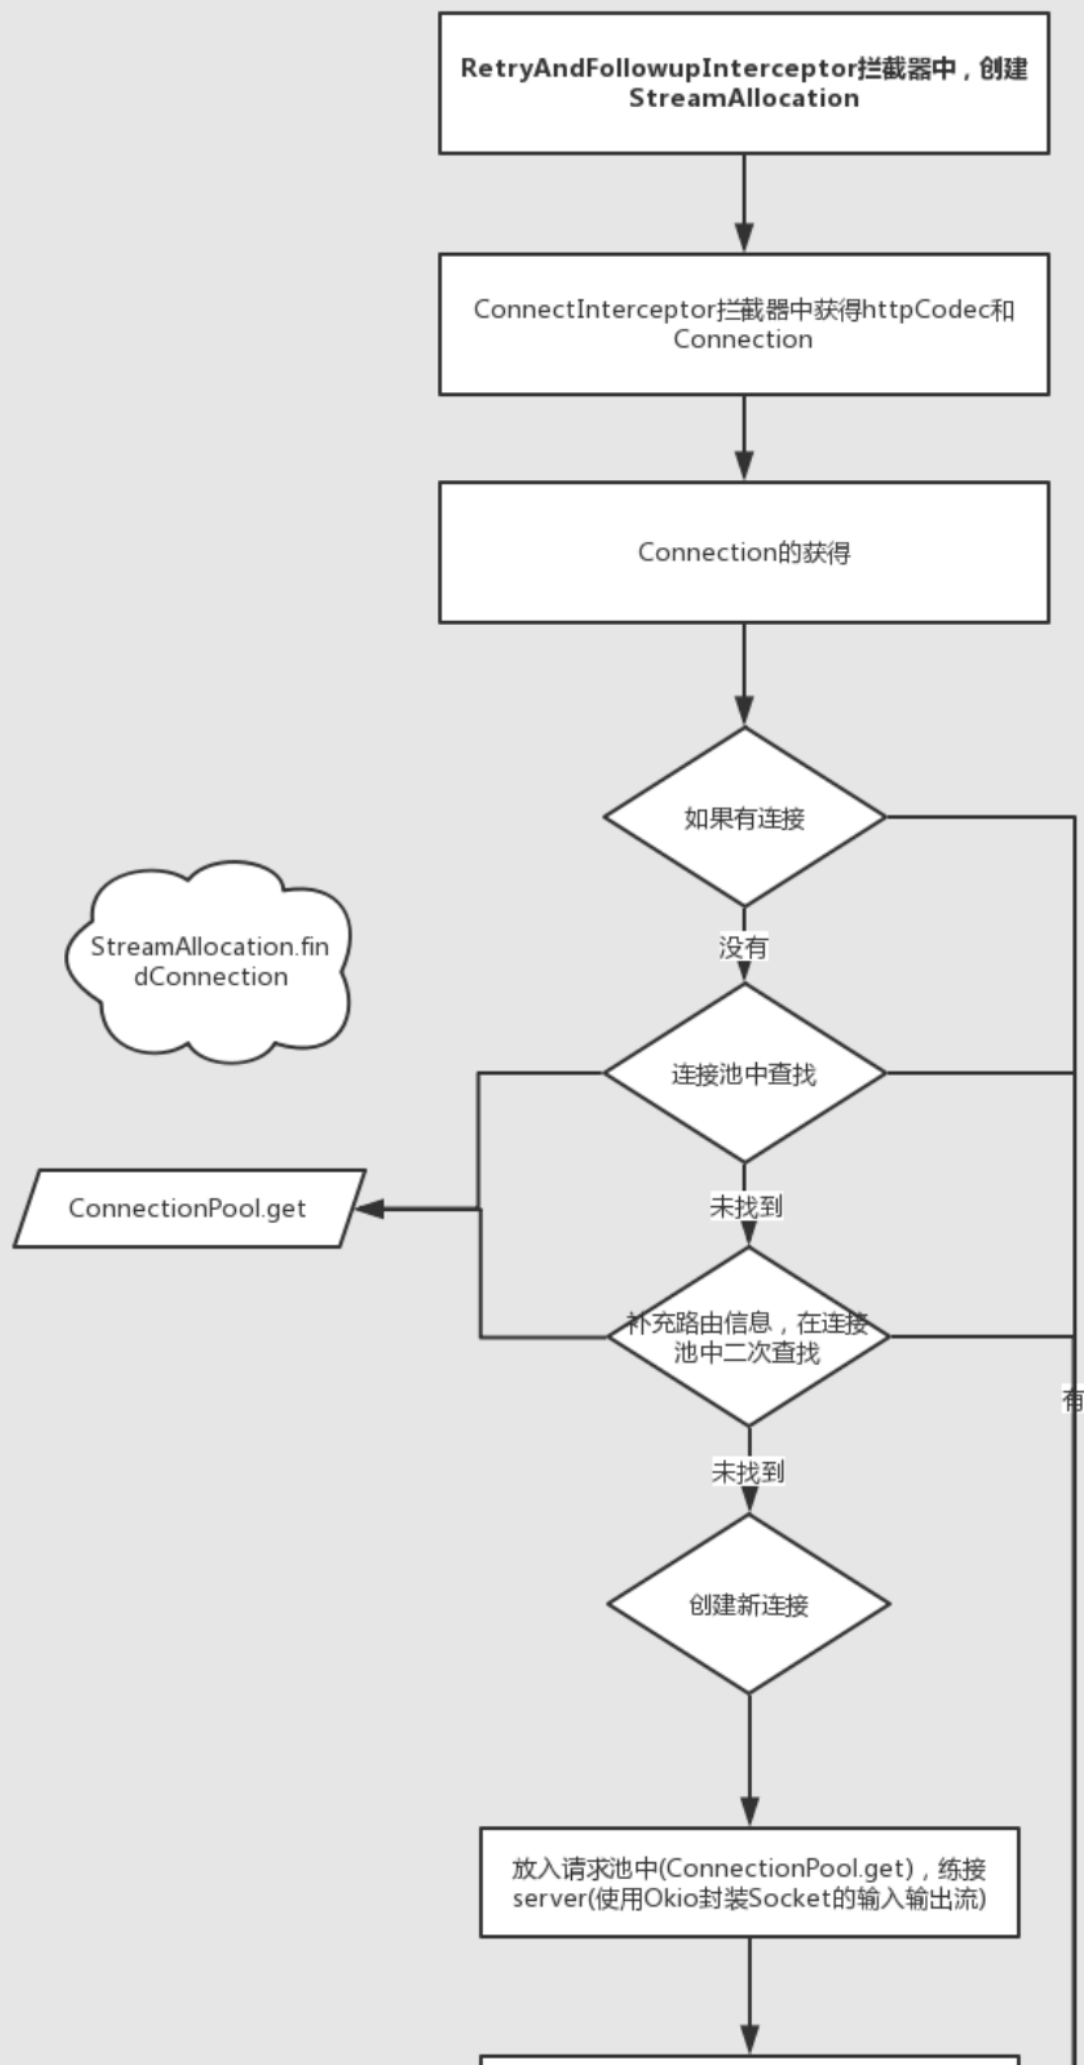 RetryAndFollowupInterceptor拦截器中，创建
StreamAllocation
ConnectInterceptor拦截器中获得httpCodec和
Connection
Connection的获得
如果有连接
没有
StreamAllocation.fin
dConnection
连接池中查找
未找到
ConnectionPool.get
补充路由信息，在连接
池中二次查找
有
未找到
创建新连接
放入请求池中(ConnectionPool.get)，练接
server(使用Okio封装Socket的输入输出流)